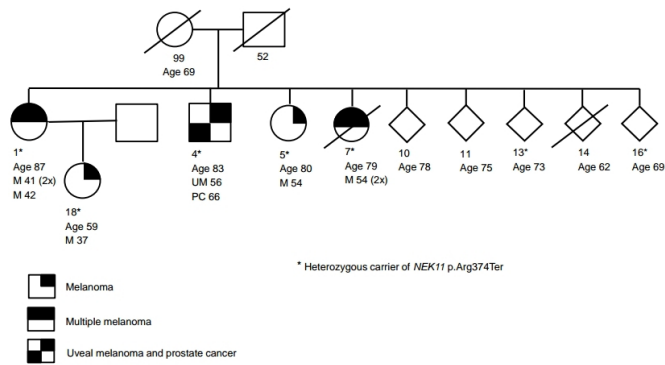 99
Age 69
52
1*
Age 87
M 41 (2x)
M 42
4*
Age 83
UM 56
PC 66
5*
Age 80
M 54
7*
Age 79
M 54 (2x)
10
Age 78
11
Age 75
13*
Age 73
14
Age 62
16*
Age 69
18*
Age 59
M 37
* Heterozygous carrier of NEK11 p.Arg374Ter
Melanoma
Multiple melanoma
Uveal melanoma and prostate cancer